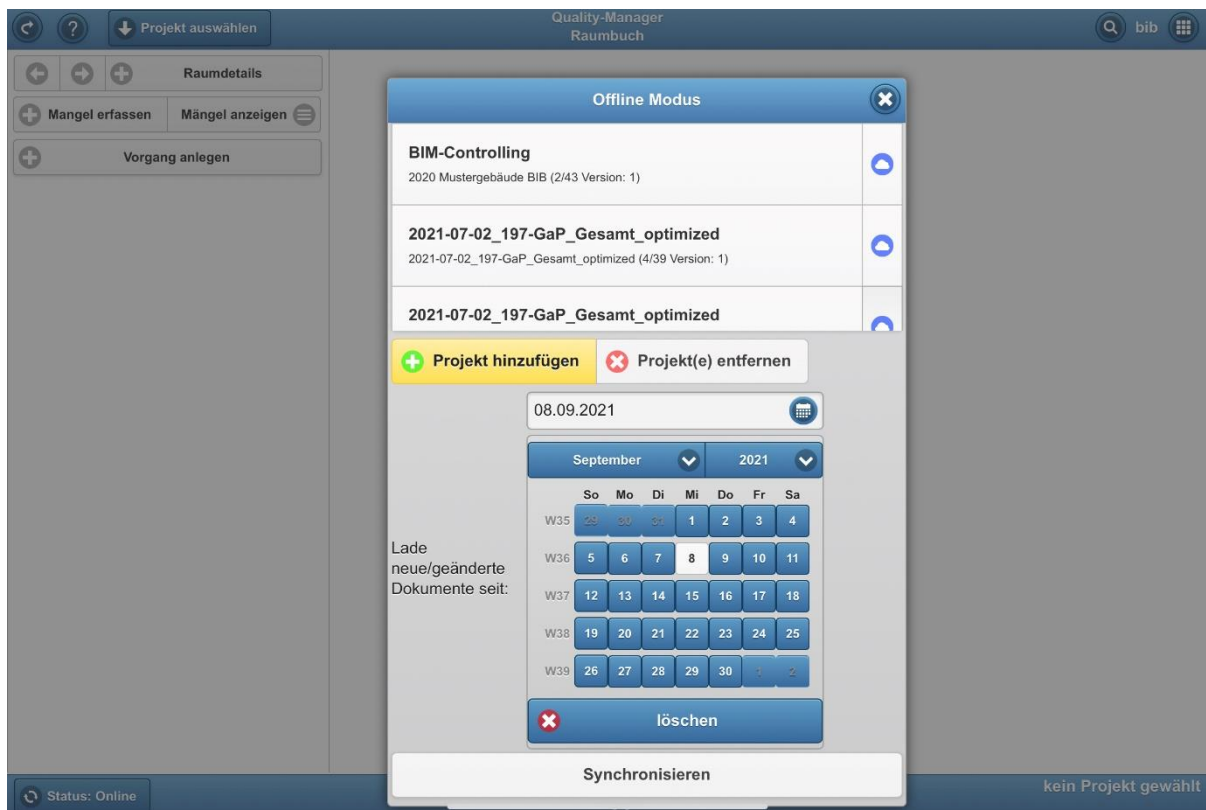 Projekt auswählen
Quality-Manager
Raumbuch
bib
Raumdetails
Mangel erfassen
Mängel anzeigen
Vorgang anlegen
Offline Modus
BIM-Controlling
2020 Mustergebäude BIB (2/43 Version: 1)
2021-07-02_197-GaP_Gesamt_optimized
2021-07-02_197-GaP_Gesamt_optimized (4/39 Version: 1)
2021-07-02_197-GaP_Gesamt_optimized
Projekt hinzufügen
Projekt(e) entfernen
08.09.2021
September 2021
So Mo Di Mi Do Fr Sa
W35 29 30 31 1 2 3 4
W36 5 6 7 8 9 10 11
W37 12 13 14 15 16 17 18
W38 19 20 21 22 23 24 25
W39 26 27 28 29 30 1 2
Lade
neue/geänderte
Dokumente seit:
löschen
Synchronisieren
Status: Online
kein Projekt gewählt